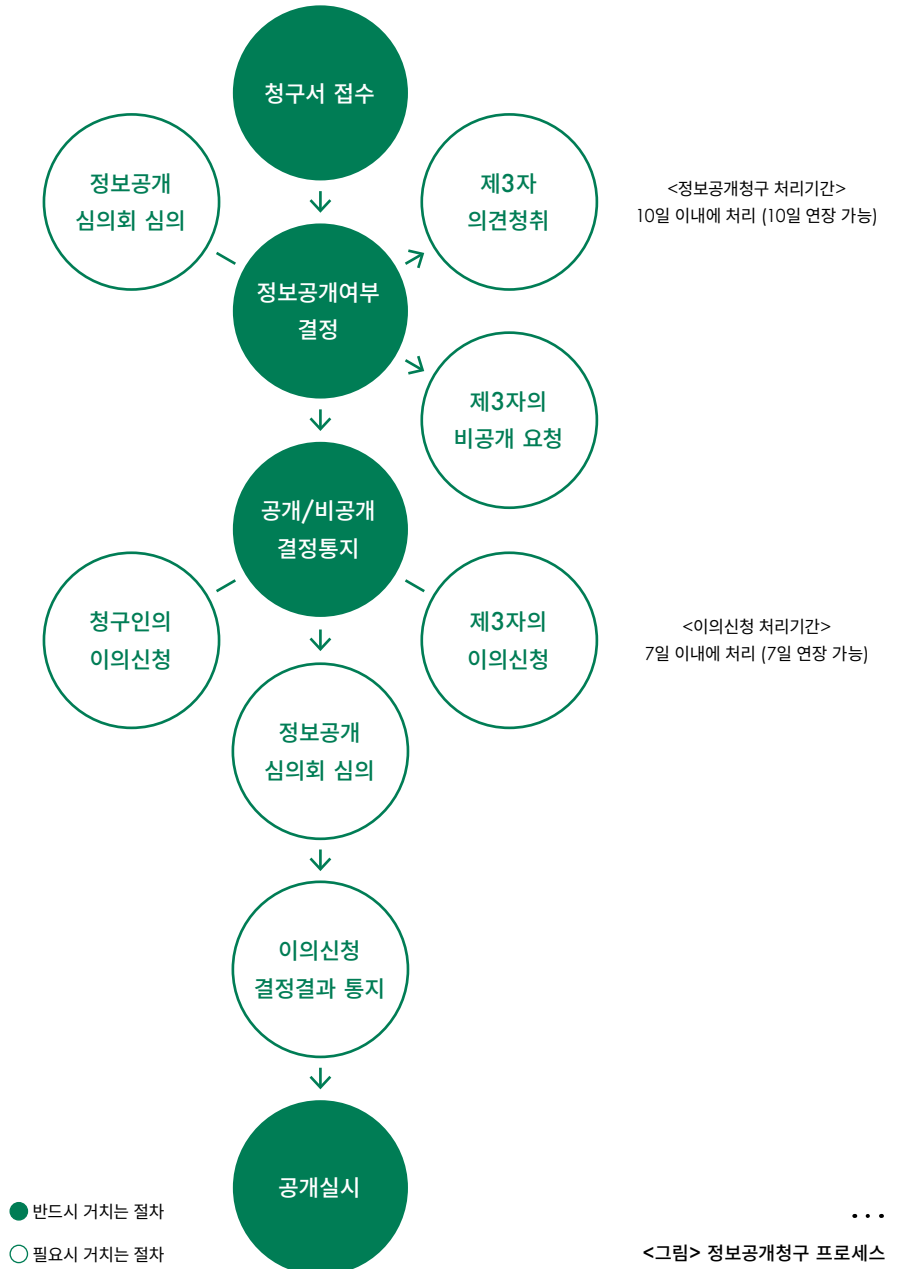 청구서 접수
정보공개
심의회 심의
제3자
의견청취
<정보공개청구 처리기간>
10일 이내에 처리 (10일 연장 가능)
정보공개여부
결정
제3자의
비공개 요청
공개/비공개
결정통지
청구인의
이의신청
제3자의
이의신청
<이의신청 처리기간>
7일 이내에 처리 (7일 연장 가능)
정보공개
심의회 심의
이의신청
결정결과 통지
공개실시
반드시 거치는 절차
필요시 거치는 절차
...
<그림> 정보공개청구 프로세스